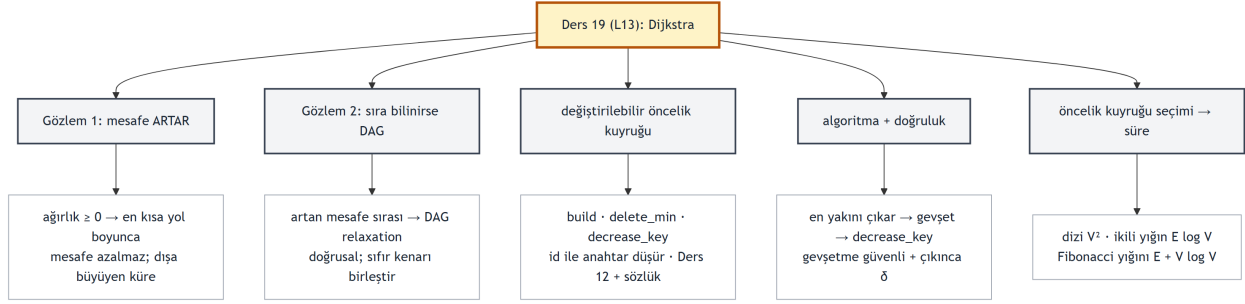 Ders 19 (L13): Dijkstra
Gözlem 1: mesafe ARTAR
Gözlem 2: sıra bilinirse
DAG
değiştirilebilir öncelik
kuyruğu
algoritma + doğruluk
öncelik kuyruğu seçimi →
süre
ağırlık ≥ 0 → en kısa yol
boyunca
mesafe azalmaz; dışa
büyüyen küre
artan mesafe sırası → DAG
relaxation
doğrusal; sıfır kenarı
birleştir
build · delete_min ·
decrease_key
id ile anahtar düşür · Ders
12 + sözlük
en yakını çıkar → gevşet
→ decrease_key
gevşetme güvenli + çıkınca
δ
dizi V² · ikili yığın E log V
Fibonacci yığını E + V log V